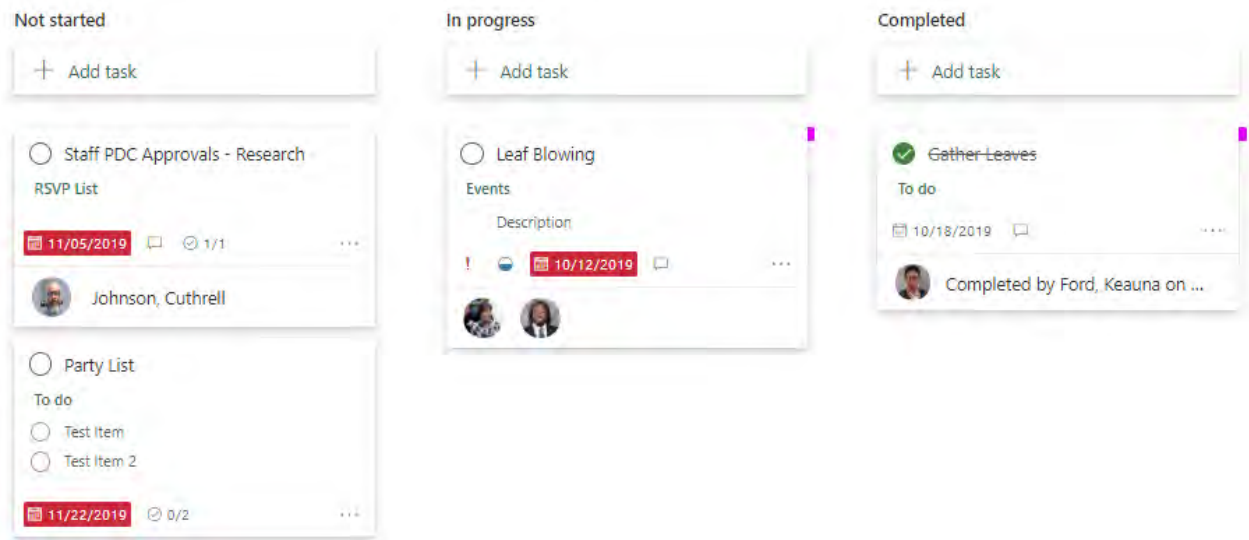 Not started
Add task
Staff PDC Approvals - Research
RSVP List
11/05/2019 1/1
Johnson, Cuthrell
Party List
To do
Test Item
Test Item 2
11/22/2019 0/2
In progress
Add task
Leaf Blowing
Events
Description
! 10/12/2019
Completed
Add task
Gather Leaves
To do
10/18/2019
Completed by Ford, Keauna on ...